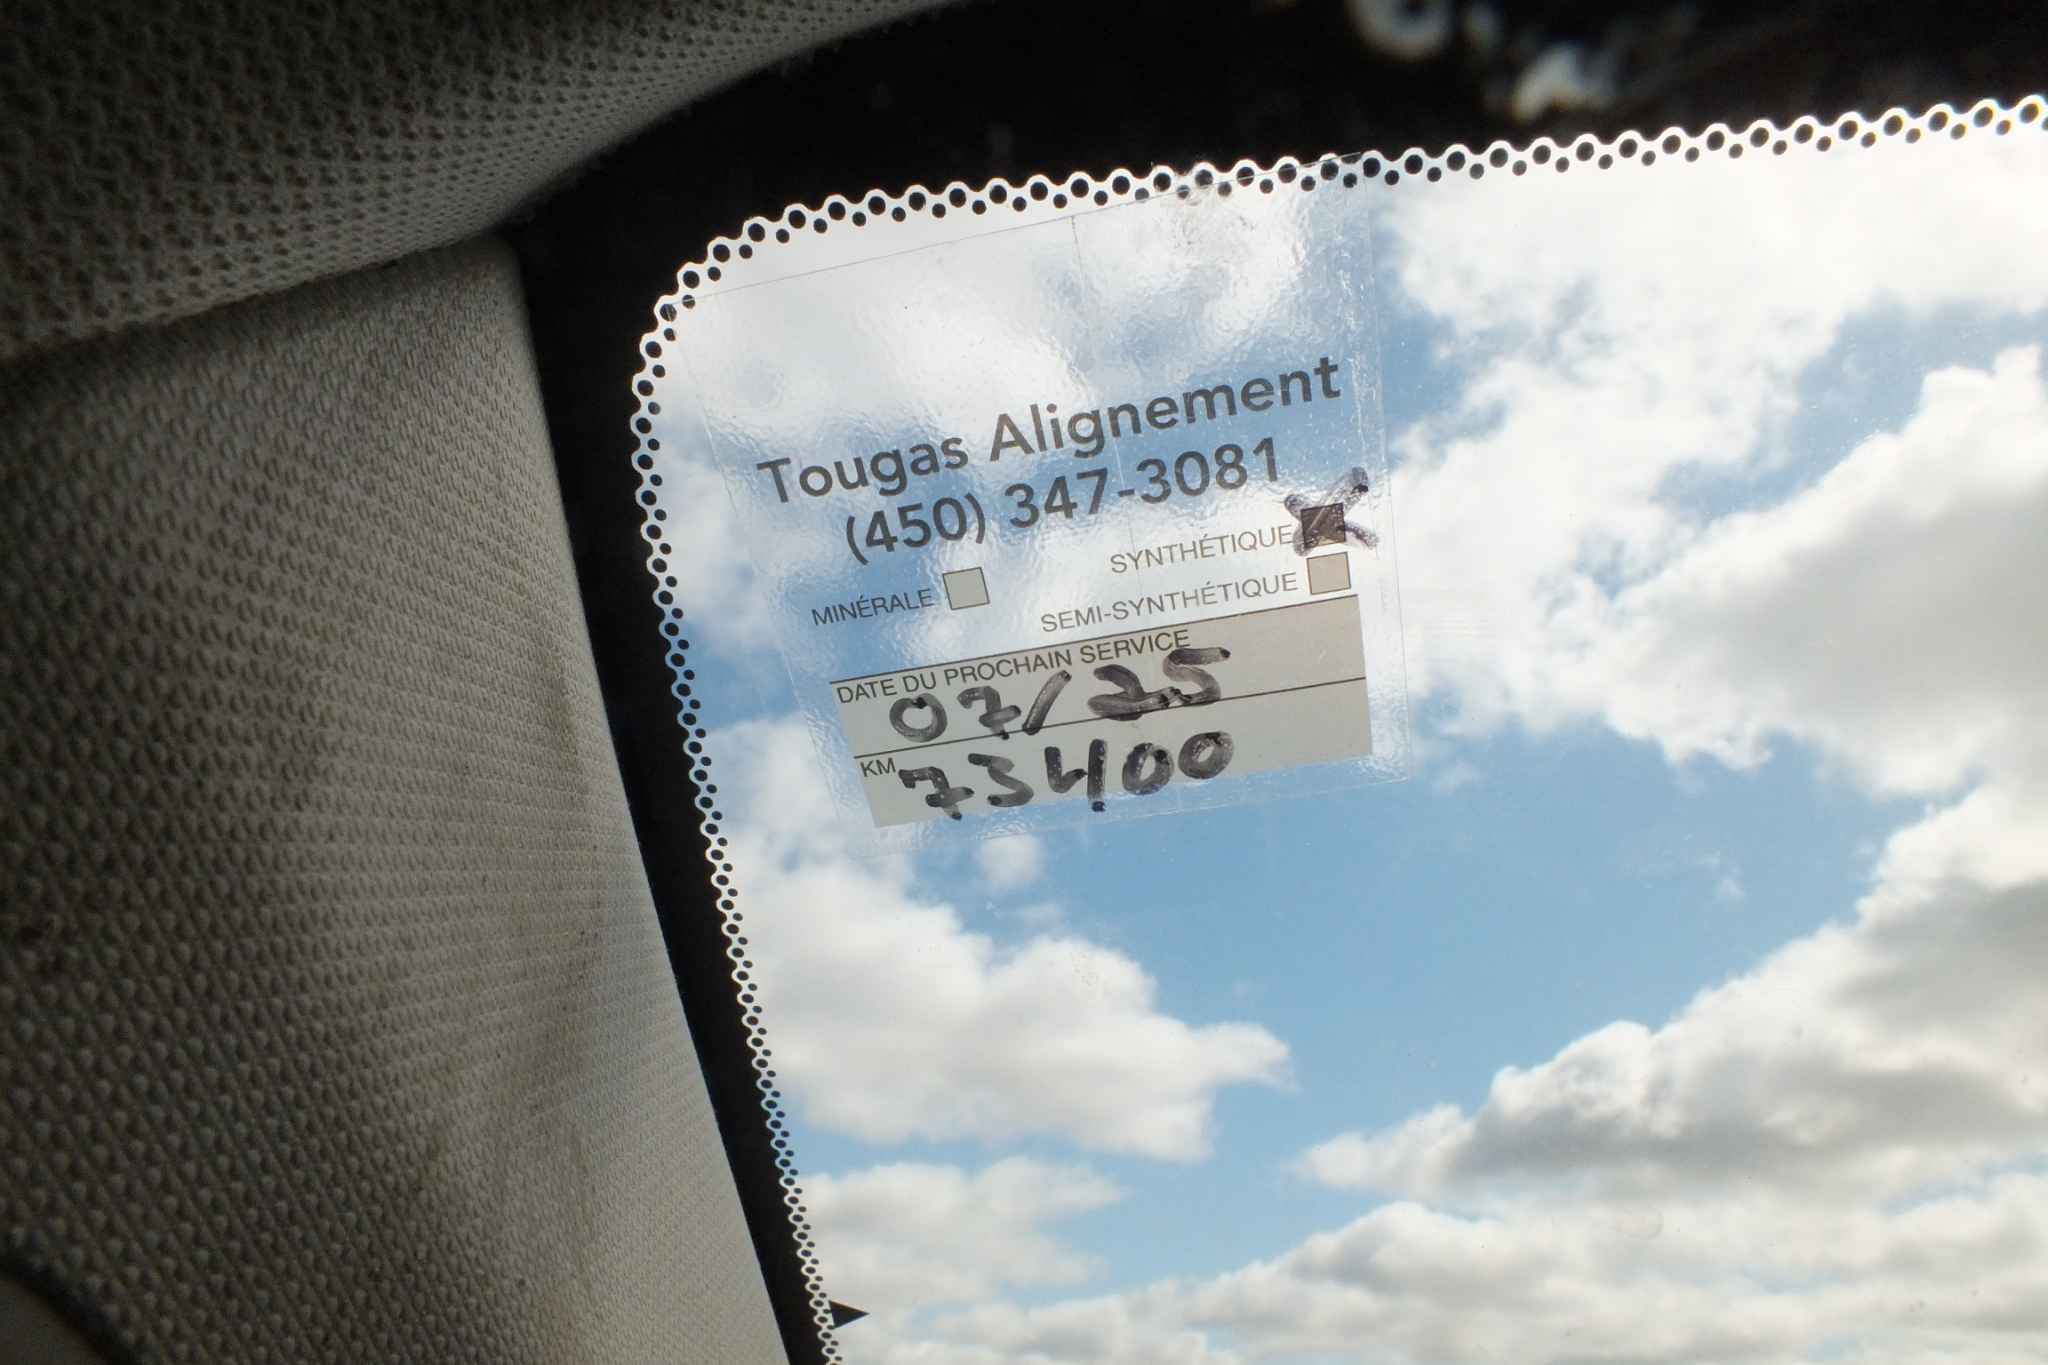 Tougas Alignement
(450) 347-3081
SYNTHÉTIQUE
MINÉRALE
SEMI-SYNTHÉTIQUE
DATE DU PROCHAIN SERVICE
07/25
KM 73400